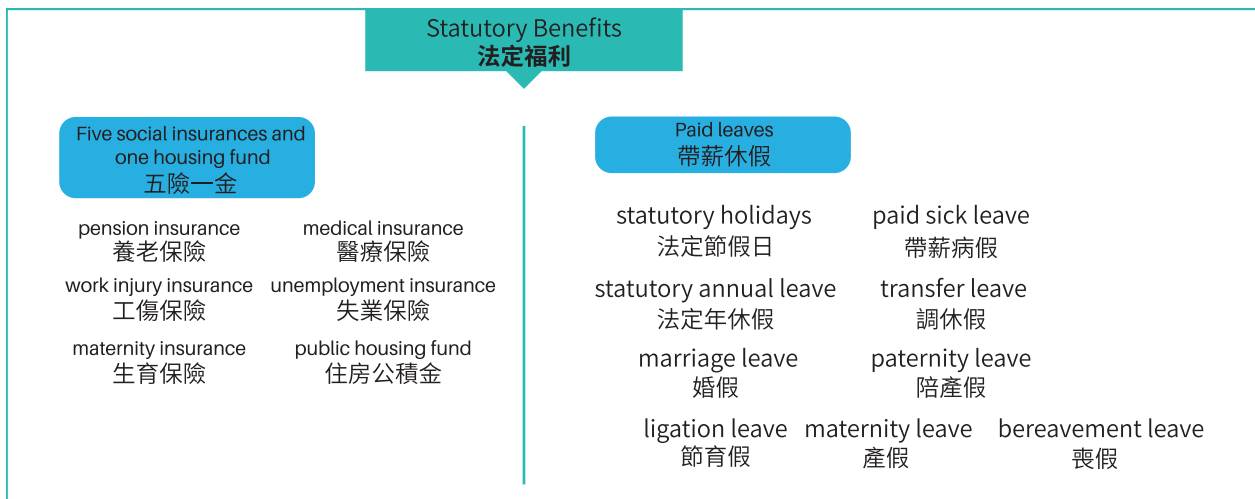 Statutory Benefits
法定福利
Five social insurances and
one housing fund
五險一金
pension insurance
養老保險
medical insurance
醫療保險
work injury insurance
工傷保險
unemployment insurance
失業保險
maternity insurance
生育保險
public housing fund
住房公積金
Paid leaves
帶薪休假
statutory holidays
法定節假日
paid sick leave
帶薪病假
statutory annual leave
法定年休假
transfer leave
調休假
marriage leave
婚假
paternity leave
陪產假
ligation leave
節育假
maternity leave
產假
bereavement leave
喪假